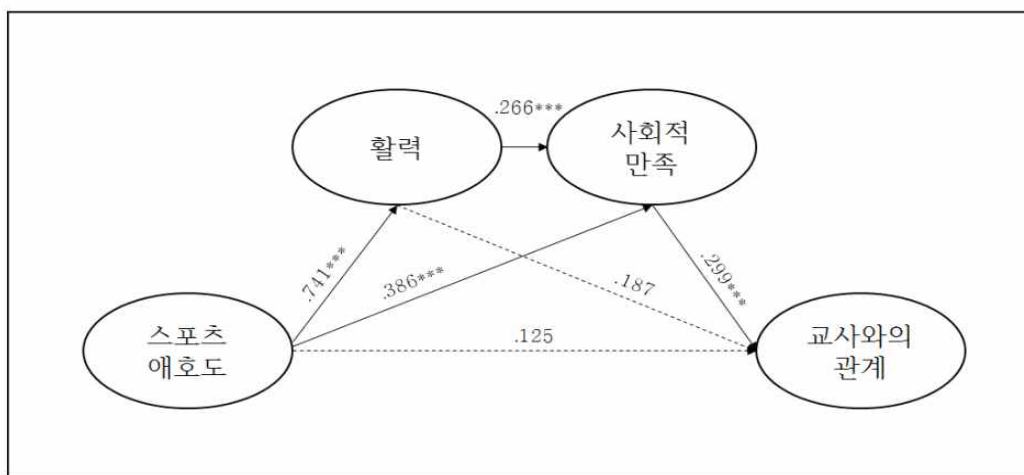 .266***
활력
사회적
만족
.741***
.386***
.187
.299***
.125
스포츠
애호도
교사와의
관계